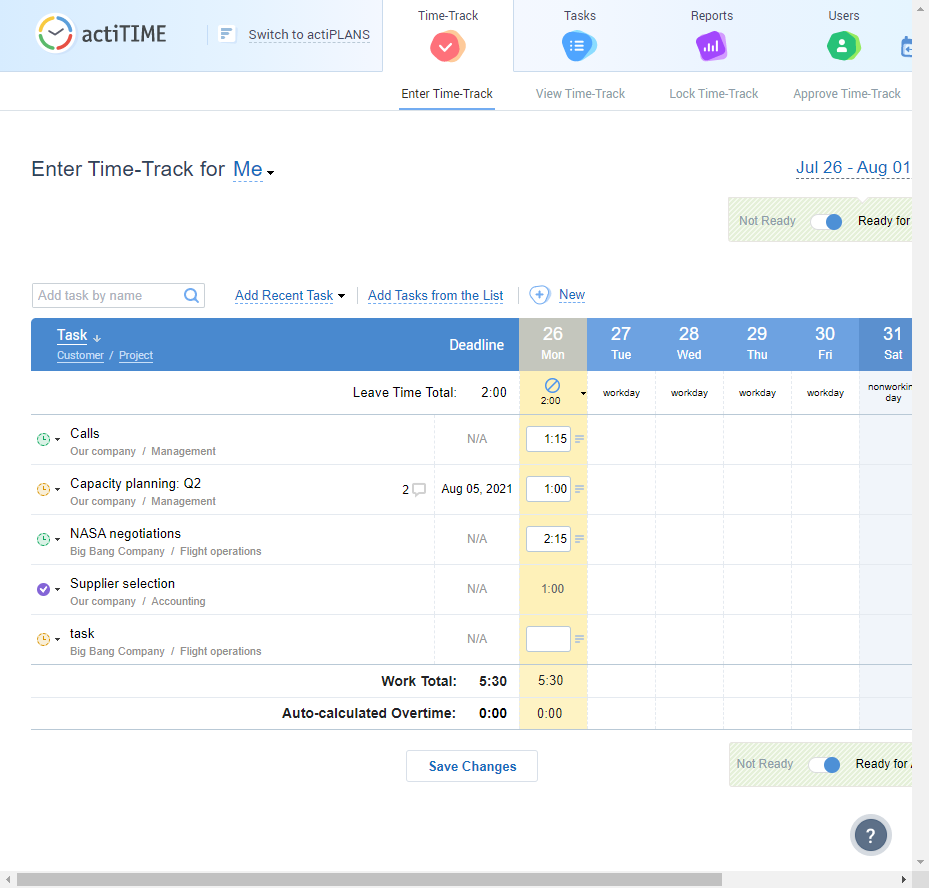 actiTIME
Switch to actiPLANS
Time-Track
Tasks
Reports
Users
Enter Time-Track
View Time-Track
Lock Time-Track
Approve Time-Track
Enter Time-Track for Me
Jul 26 - Aug 01
Not Ready
Ready for
Add task by name
Add Recent Task
Add Tasks from the List
New
Task
Customer / Project
Deadline
26
Mon
27
Tue
28
Wed
29
Thu
30
Fri
31
Sat
Leave Time Total: 2:00
2:00
workday
workday
workday
workday
nonworkin
day
Calls
Our company / Management
N/A
1:15
Capacity planning: Q2
Our company / Management
2
Aug 05, 2021
1:00
NASA negotiations
Big Bang Company / Flight operations
N/A
2:15
Supplier selection
Our company / Accounting
N/A
1:00
task
Big Bang Company / Flight operations
N/A
Work Total: 5:30
5:30
Auto-calculated Overtime: 0:00
0:00
Save Changes
Not Ready
Ready for
?